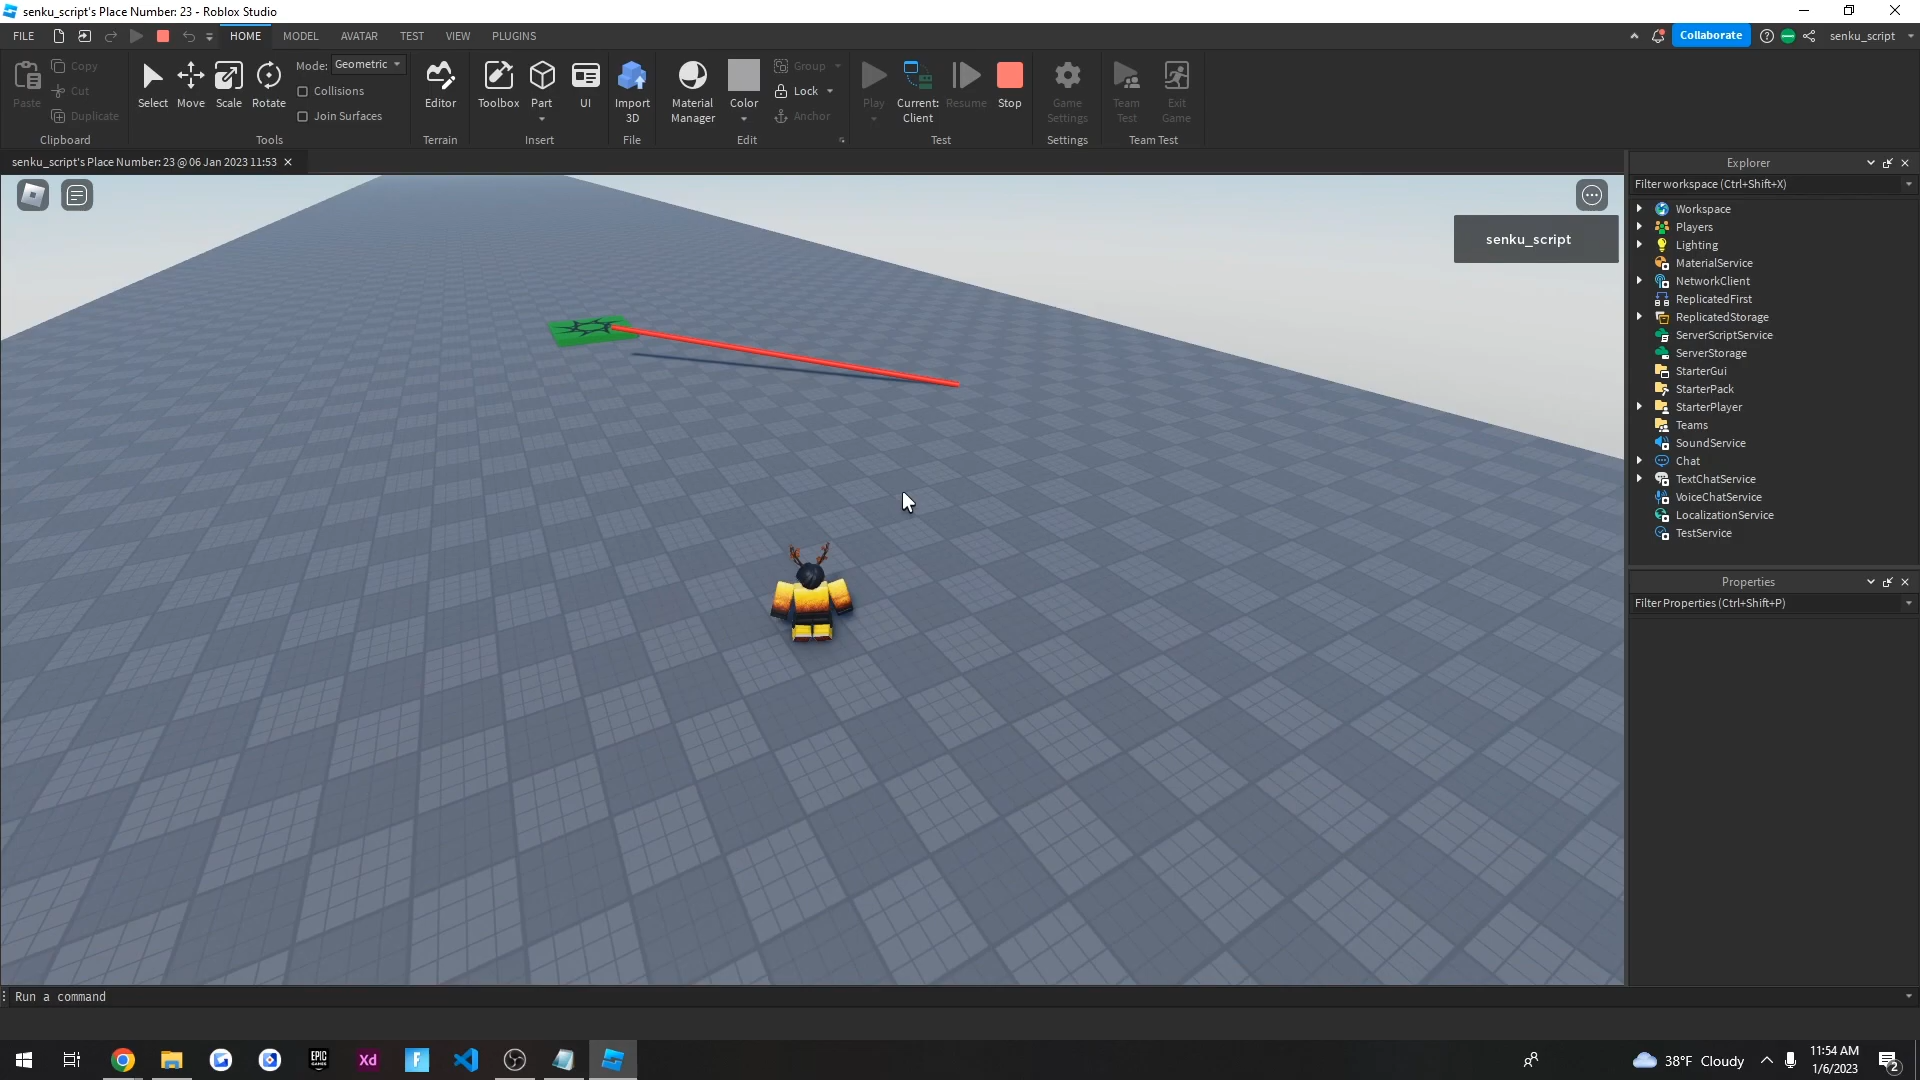 senku_script's Place Number: 23 - Roblox Studio
FILE
HOME
MODEL
AVATAR
TEST
VIEW
PLUGINS
Collaborate
senku_script
Paste
Copy
Cut
Duplicate
Clipboard
Select
Move
Scale
Rotate
Mode:
Geometric
Collisions
Join Surfaces
Tools
Editor
Terrain
Toolbox
Part
UI
Insert
Import
3D
File
Material
Manager
Color
Group
Lock
Anchor
Edit
Play
Current:
Client
Resume
Stop
Test
Game
Settings
Settings
Team
Test
Exit
Game
Team Test
senku_script's Place Number: 23 @ 06 Jan 2023 11:53
senku_script
Explorer
Filter workspace (Ctrl+Shift+X)
Workspace
Players
Lighting
MaterialService
NetworkClient
ReplicatedFirst
ReplicatedStorage
ServerScriptService
ServerStorage
StarterGui
StarterPack
StarterPlayer
Teams
SoundService
Chat
TextChatService
VoiceChatService
LocalizationService
TestService
Properties
Filter Properties (Ctrl+Shift+P)
Run a command
EPIC
GAMES
Xd
38°F Cloudy
11:54 AM
1/6/2023
2